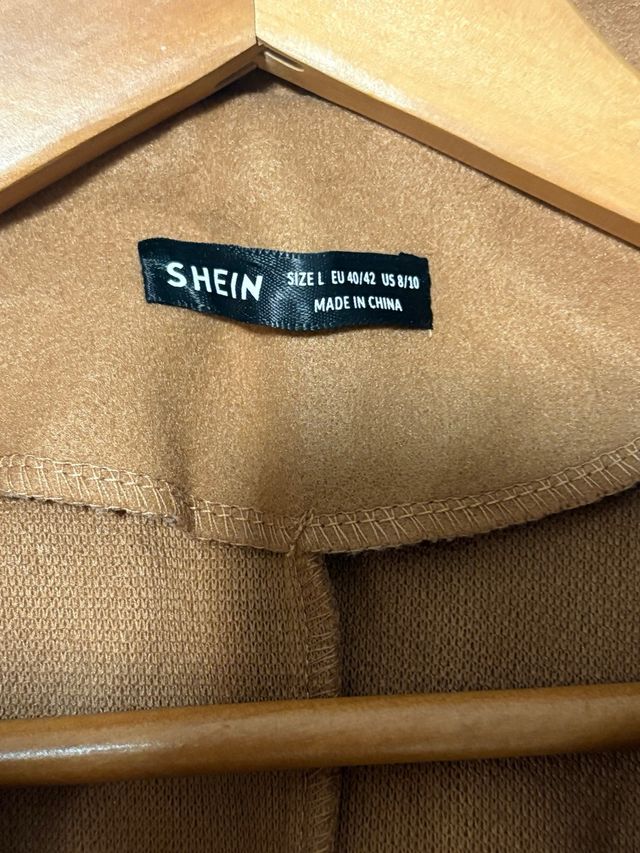 SHEIN
SIZE L EU 40/42 US 8/10
MADE IN CHINA